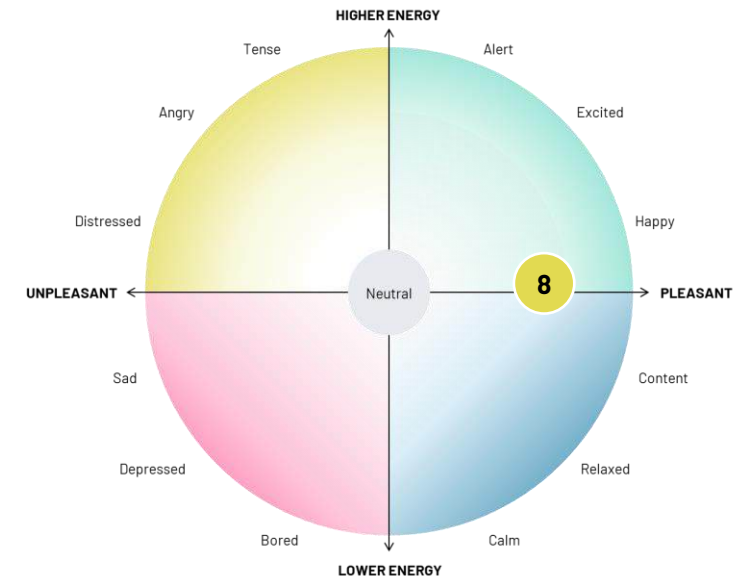 HIGHER ENERGY
Tense
Alert
Angry
Excited
Distressed
Happy
8
UNPLEASANT
Neutral
PLEASANT
Sad
Content
Depressed
Relaxed
Bored
Calm
LOWER ENERGY